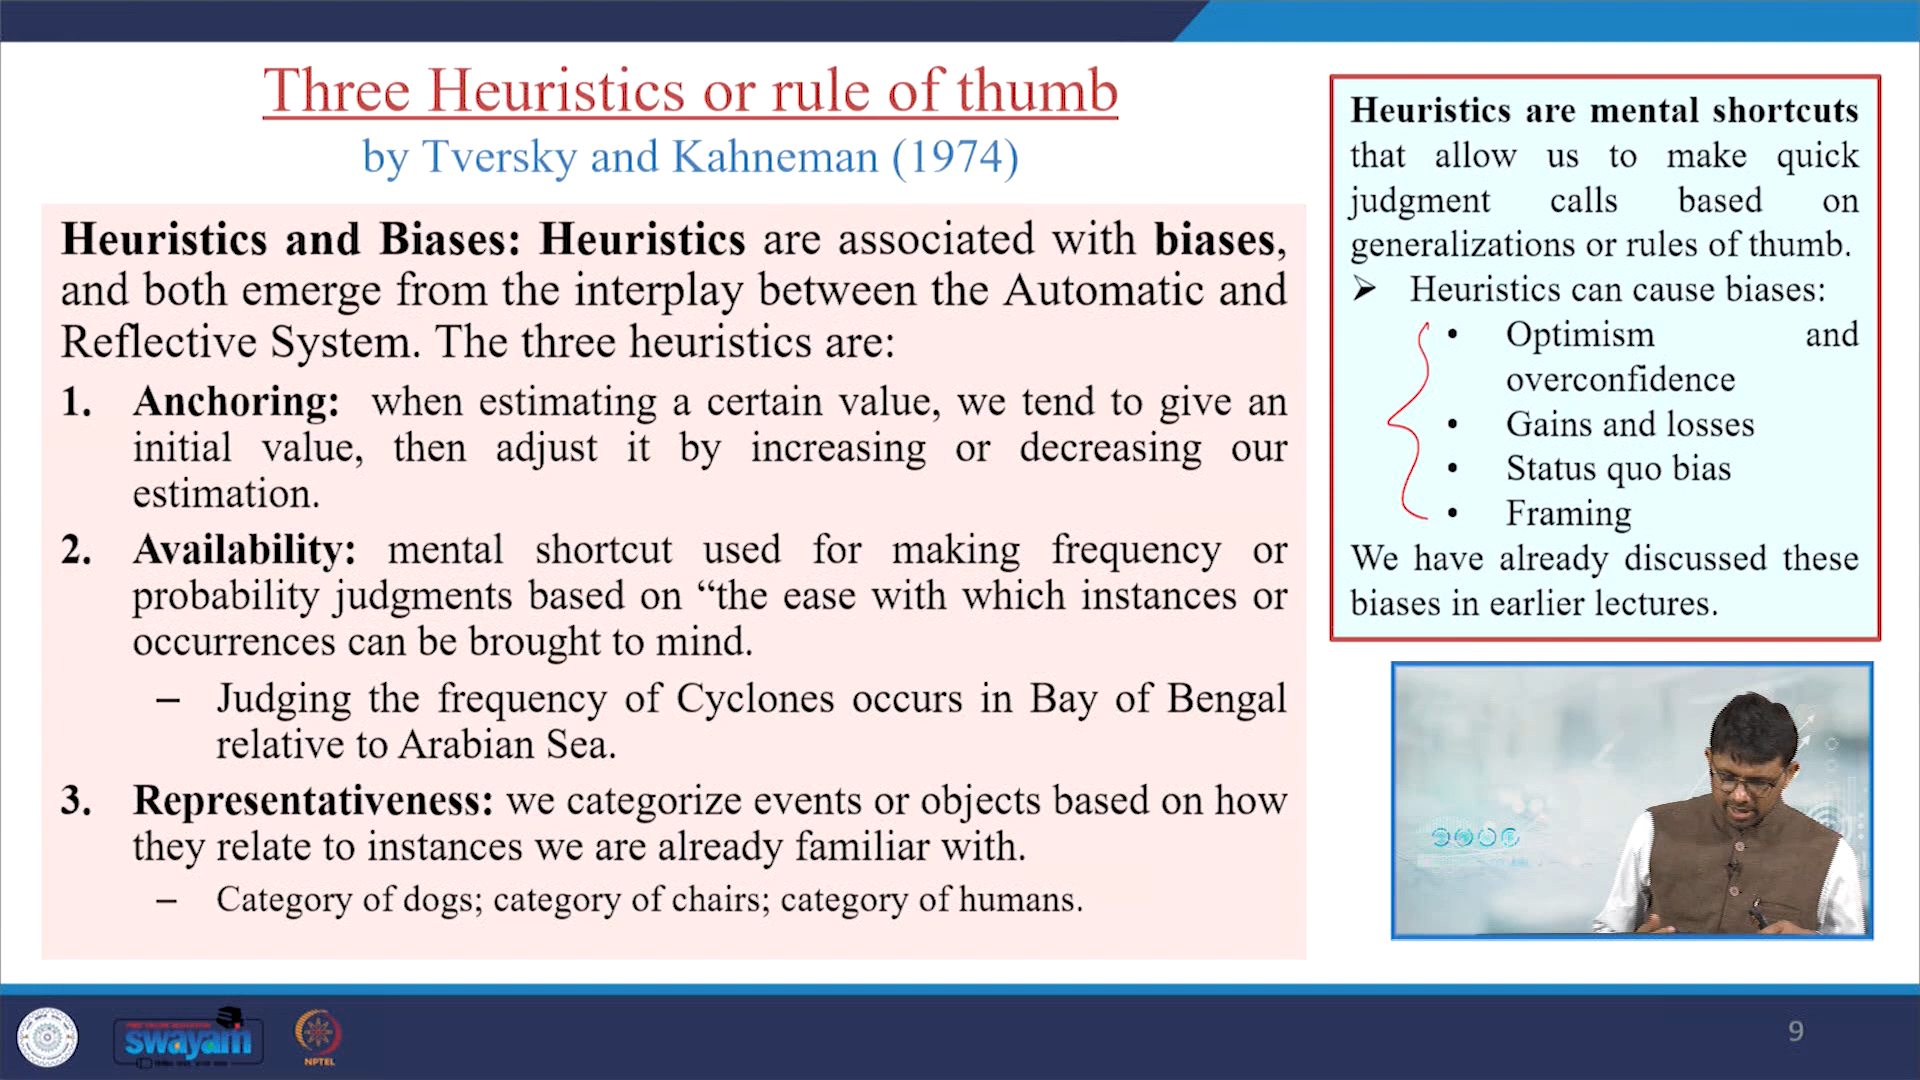 Three Heuristics or rule of thumb
by Tversky and Kahneman (1974)
Heuristics and Biases: Heuristics are associated with biases,
and both emerge from the interplay between the Automatic and
Reflective System. The three heuristics are:
1. Anchoring: when estimating a certain value, we tend to give an
initial value, then adjust it by increasing or decreasing our
estimation.
2. Availability: mental shortcut used for making frequency or
probability judgments based on “the ease with which instances or
occurrences can be brought to mind.
– Judging the frequency of Cyclones occurs in Bay of Bengal
relative to Arabian Sea.
3. Representativeness: we categorize events or objects based on how
they relate to instances we are already familiar with.
– Category of dogs; category of chairs; category of humans.
Heuristics are mental shortcuts
that allow us to make quick
judgment calls based on
generalizations or rules of thumb.
➢ Heuristics can cause biases:
• Optimism and
overconfidence
• Gains and losses
• Status quo bias
• Framing
We have already discussed these
biases in earlier lectures.
swayam
NPTEL
9